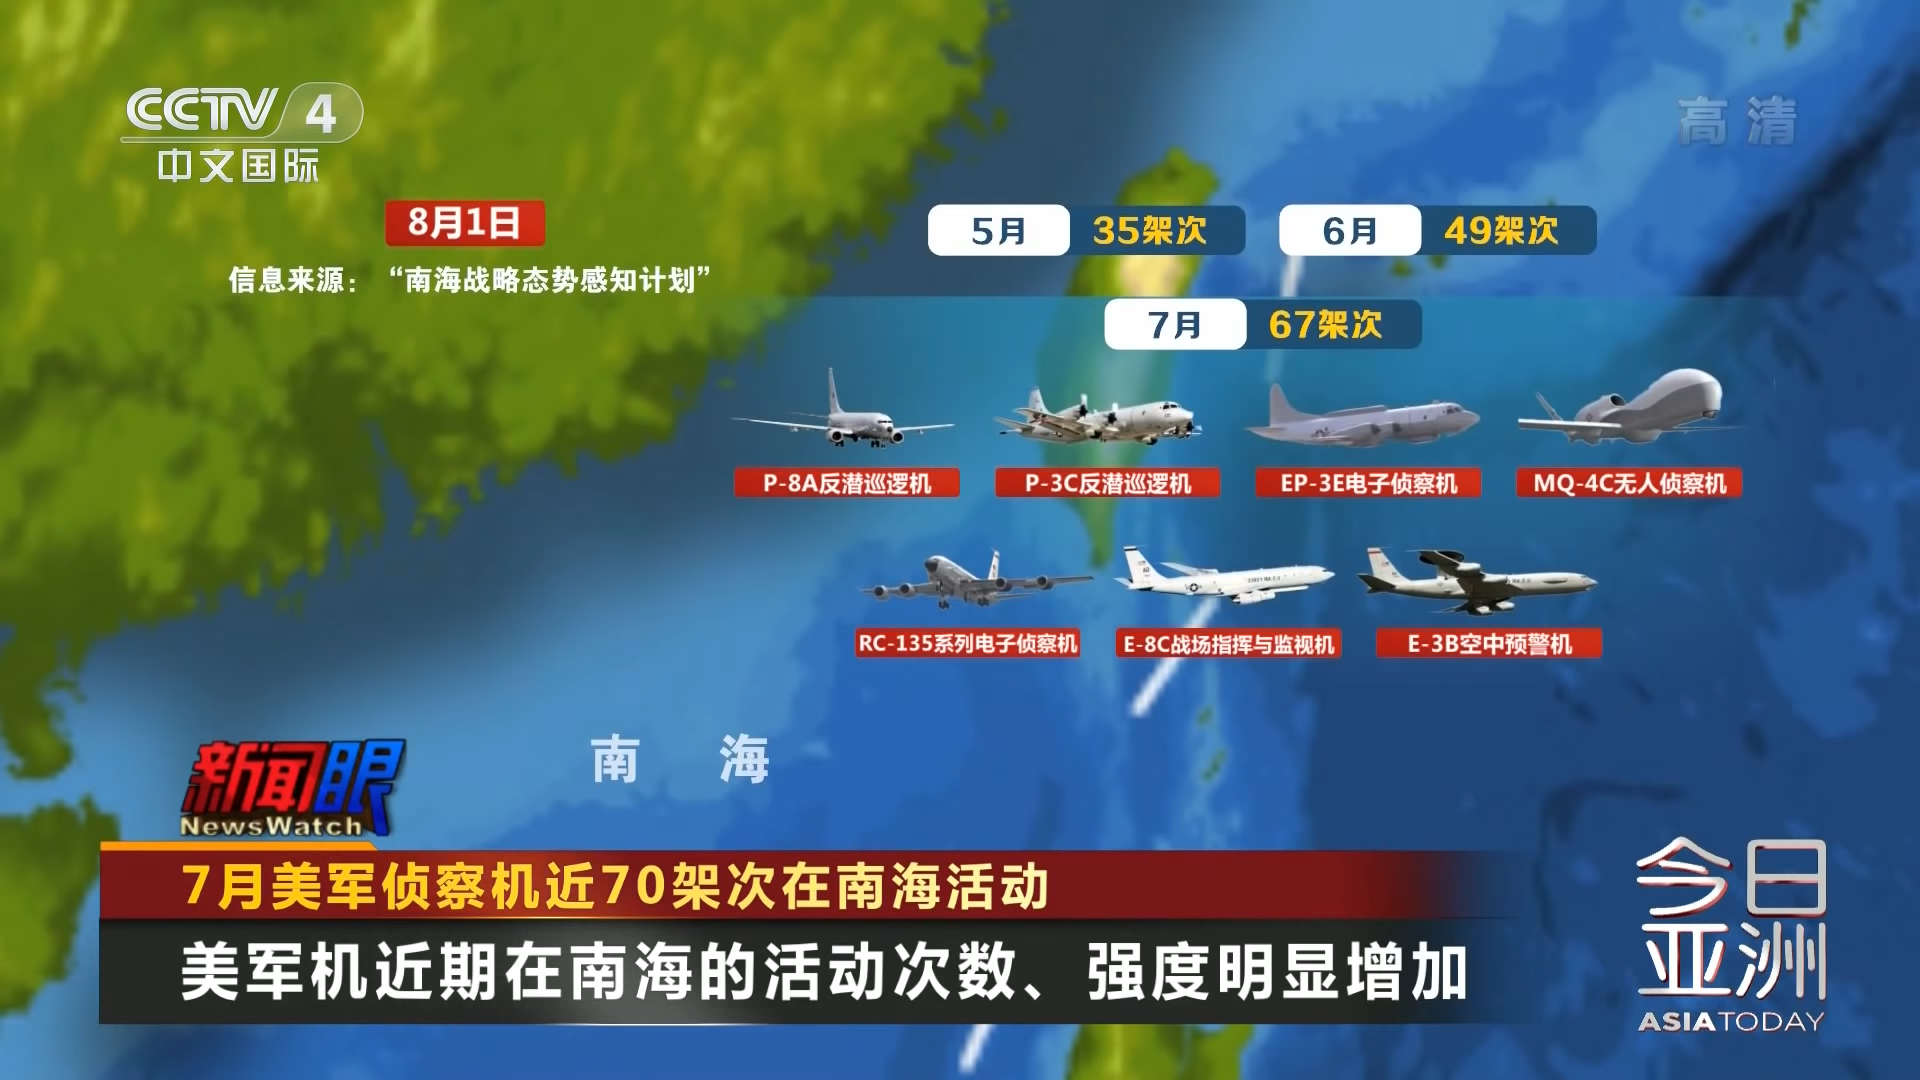 CCTV 4
中文国际
高清
8月1日
信息来源：“南海战略态势感知计划”
5月 35架次 6月 49架次
7月 67架次
P-8A反潜巡逻机 P-3C反潜巡逻机 EP-3E电子侦察机 MQ-4C无人侦察机
RC-135系列电子侦察机 E-8C战场指挥与监视机 E-3B空中预警机
南 海
新闻眼
NewsWatch
7月美军侦察机近70架次在南海活动
美军机近期在南海的活动次数、强度明显增加
今日
亚洲
ASIATODAY